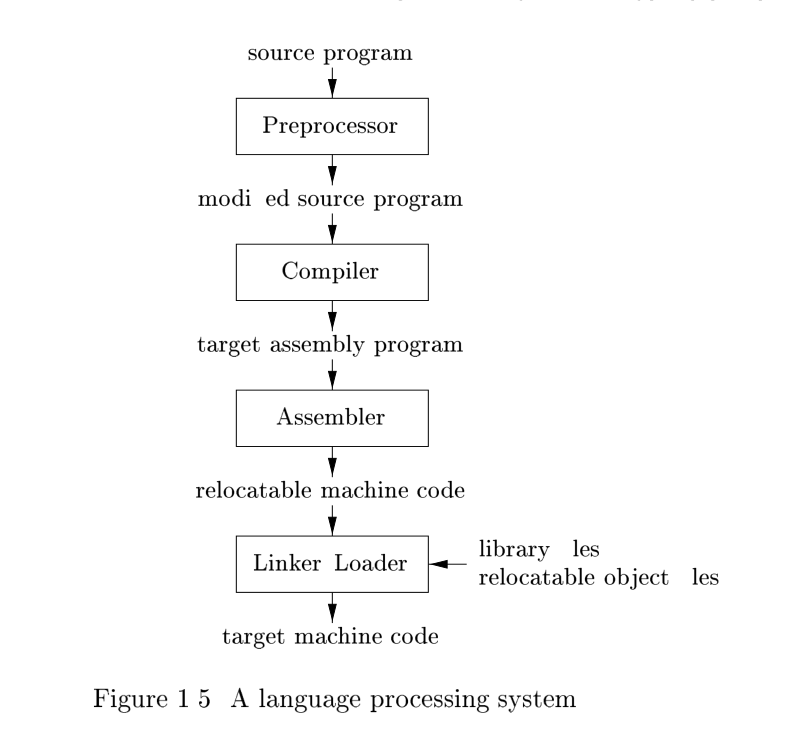 source program
Preprocessor
modi ed source program
Compiler
target assembly program
Assembler
relocatable machine code
Linker Loader
library les
relocatable object les
target machine code
Figure 1 5 A language processing system